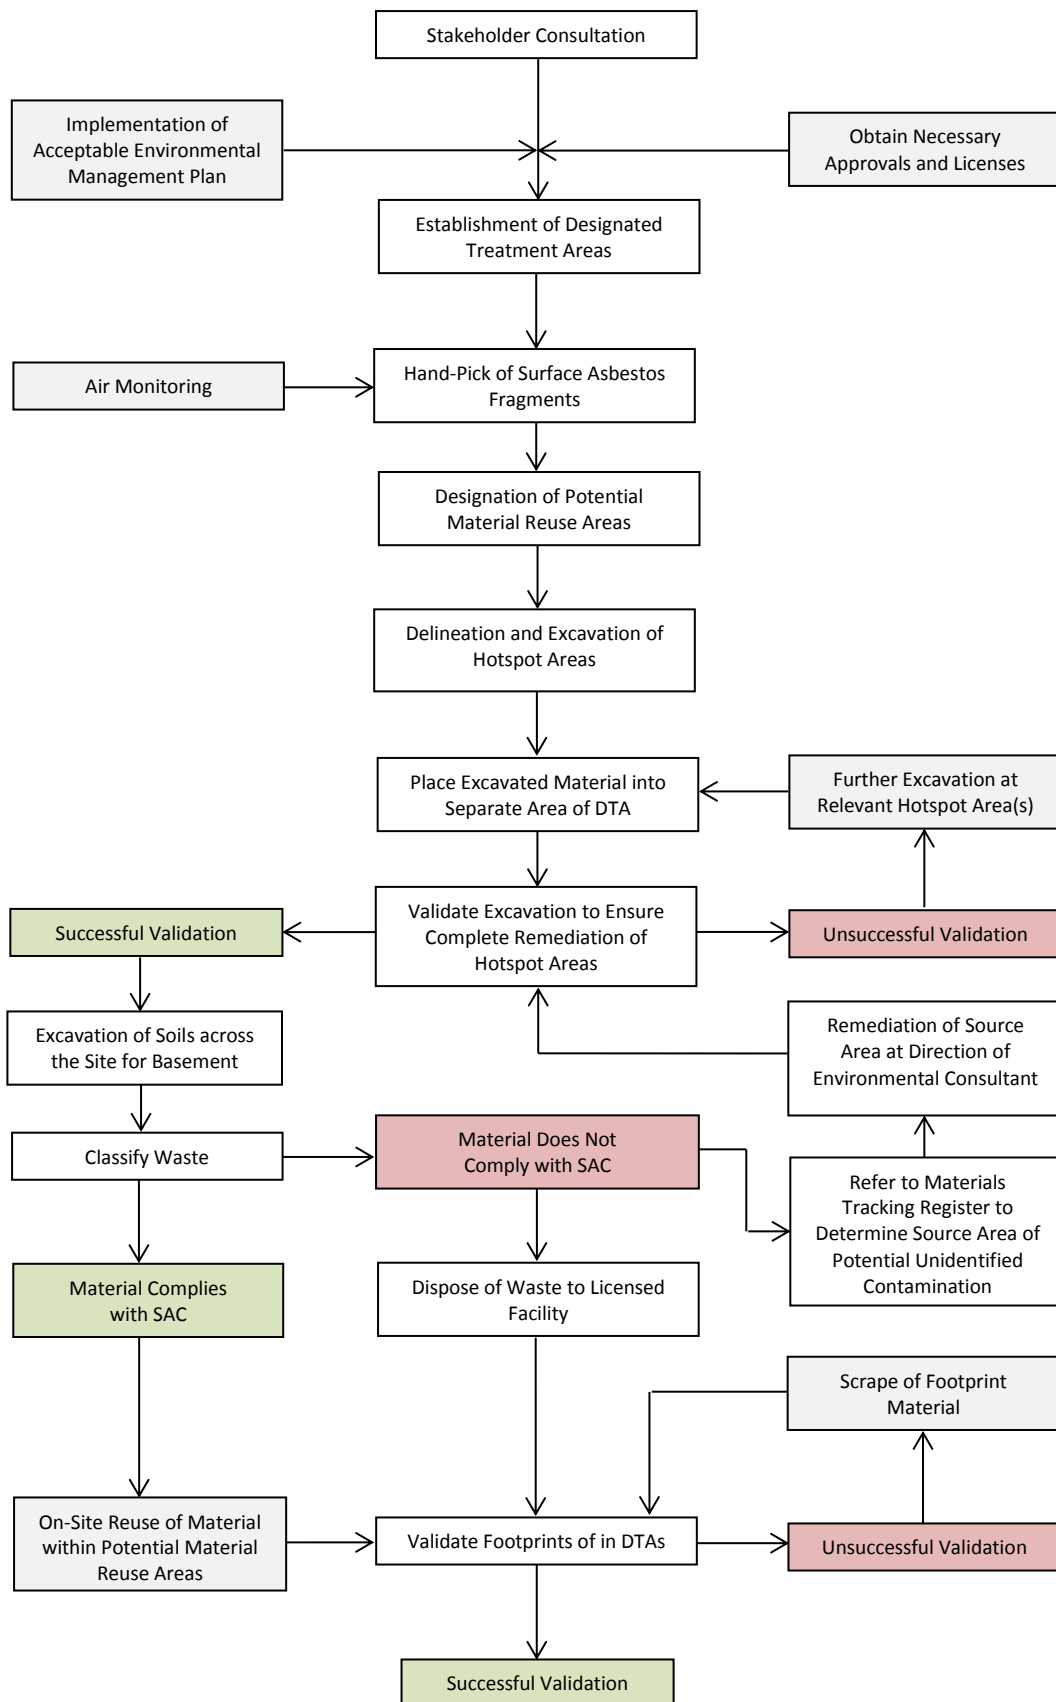 Stakeholder Consultation
Implementation of
Acceptable Environmental
Management Plan
Obtain Necessary
Approvals and Licenses
Establishment of Designated
Treatment Areas
Air Monitoring
Hand-Pick of Surface Asbestos
Fragments
Designation of Potential
Material Reuse Areas
Delineation and Excavation of
Hotspot Areas
Place Excavated Material into
Separate Area of DTA
Further Excavation at
Relevant Hotspot Area(s)
Successful Validation
Validate Excavation to Ensure
Complete Remediation of
Hotspot Areas
Unsuccessful Validation
Excavation of Soils across
the Site for Basement
Remediation of Source
Area at Direction of
Environmental Consultant
Classify Waste
Material Does Not
Comply with SAC
Refer to Materials
Tracking Register to
Determine Source Area of
Potential Unidentified
Contamination
Material Complies
with SAC
Dispose of Waste to Licensed
Facility
Scrape of Footprint
Material
On-Site Reuse of Material
within Potential Material
Reuse Areas
Validate Footprints of in DTAs
Unsuccessful Validation
Successful Validation